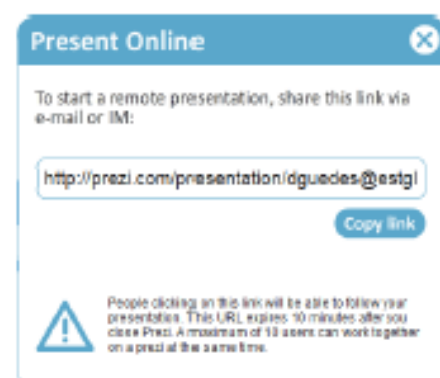 Present Online
To start a remote presentation, share this link via
e-mail or IM:
http://prezi.com/presentation/dguedes@estgl
Copy link
People clicking on this link will be able to follow your
presentation. This URL expires 10 minutes after you
close Prezi. A maximum of 10 users can work together
on a prezi at the same time.